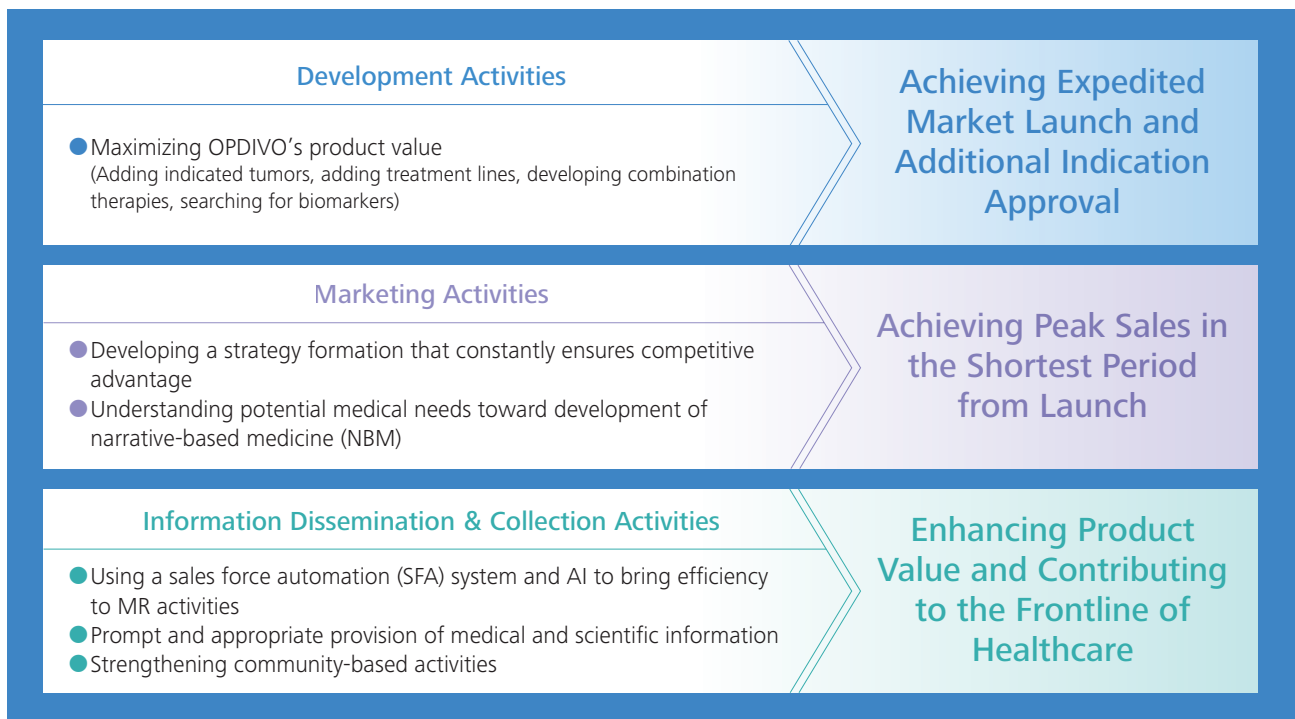 Development Activities
●Maximizing OPDIVO’s product value
(Adding indicated tumors, adding treatment lines, developing combination
therapies, searching for biomarkers)
Achieving Expedited
Market Launch and
Additional Indication
Approval
Marketing Activities
●Developing a strategy formation that constantly ensures competitive
advantage
●Understanding potential medical needs toward development of
narrative-based medicine (NBM)
Achieving Peak Sales in
the Shortest Period
from Launch
Information Dissemination & Collection Activities
●Using a sales force automation (SFA) system and AI to bring efficiency
to MR activities
●Prompt and appropriate provision of medical and scientific information
●Strengthening community-based activities
Enhancing Product
Value and Contributing
to the Frontline of
Healthcare